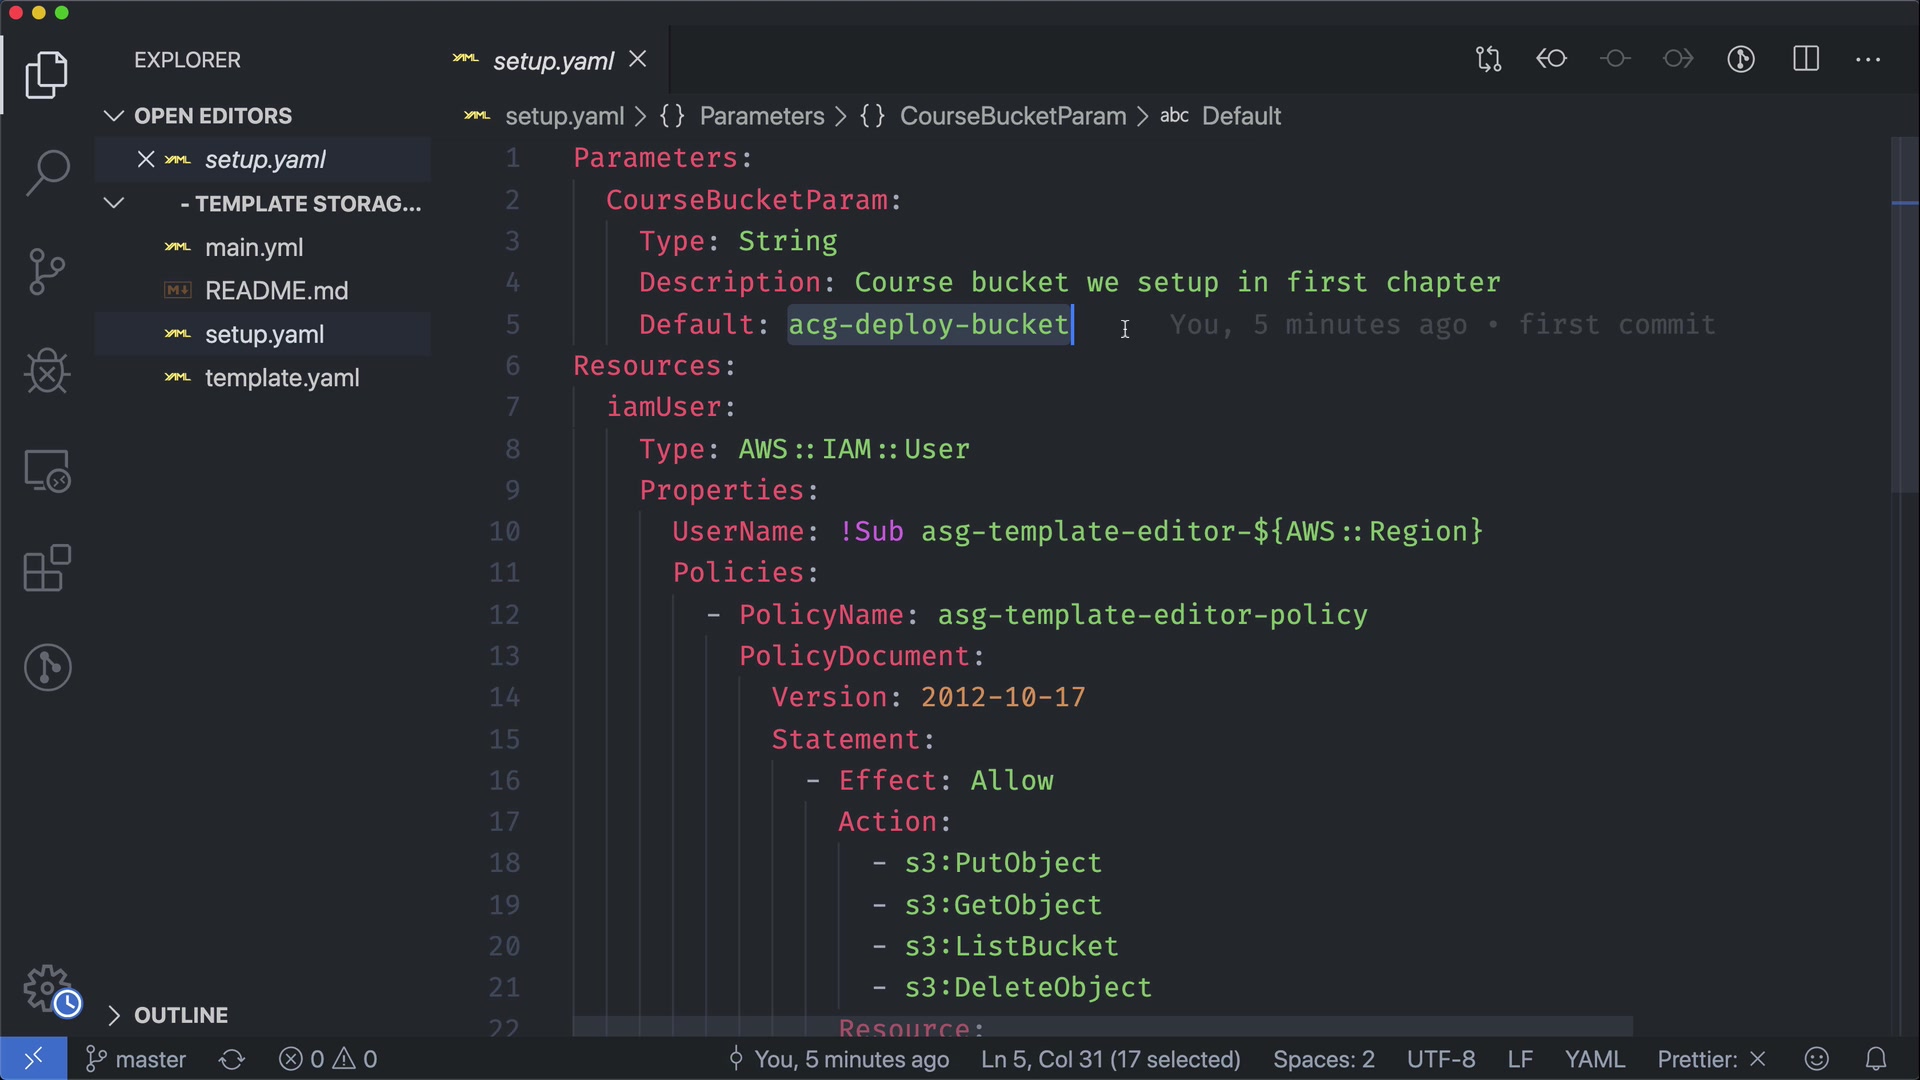 EXPLORER
OPEN EDITORS
setup.yaml
- TEMPLATE STORAG...
main.yml
README.md
setup.yaml
template.yaml
OUTLINE
setup.yaml
setup.yaml > {} Parameters > {} CourseBucketParam > abc Default
1 Parameters:
2 CourseBucketParam:
3 Type: String
4 Description: Course bucket we setup in first chapter
5 Default: acg-deploy-bucket You, 5 minutes ago • first commit
6 Resources:
7 iamUser:
8 Type: AWS::IAM::User
9 Properties:
10 UserName: !Sub asg-template-editor-${AWS::Region}
11 Policies:
12 - PolicyName: asg-template-editor-policy
13 PolicyDocument:
14 Version: 2012-10-17
15 Statement:
16 - Effect: Allow
17 Action:
18 - s3:PutObject
19 - s3:GetObject
20 - s3:ListBucket
21 - s3:DeleteObject
22 Resource:
master 0 0 You, 5 minutes ago Ln 5, Col 31 (17 selected) Spaces: 2 UTF-8 LF YAML Prettier: ×